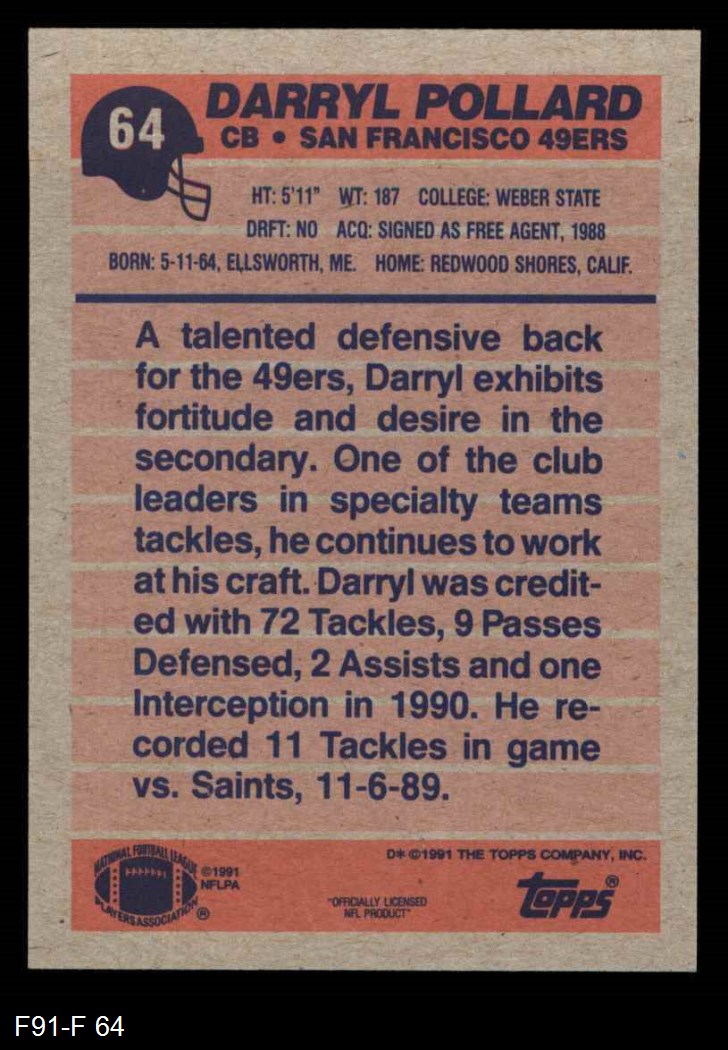 64
DARRYL POLLARD
CB • SAN FRANCISCO 49ERS
HT: 5'11" WT: 187 COLLEGE: WEBER STATE
DRFT: NO ACQ: SIGNED AS FREE AGENT, 1988
BORN: 5-11-64, ELLSWORTH, ME. HOME: REDWOOD SHORES, CALIF.
A talented defensive back
for the 49ers, Darryl exhibits
fortitude and desire in the
secondary. One of the club
leaders in specialty teams
tackles, he continues to work
at his craft. Darryl was credit-
ed with 72 Tackles, 9 Passes
Defensed, 2 Assists and one
Interception in 1990. He re-
corded 11 Tackles in game
vs. Saints, 11-6-89.
NATIONAL FOOTBALL LEAGUE
PLAYERS ASSOCIATION ®
©1991
NFLPA
"OFFICIALLY LICENSED
NFL PRODUCT"
D* ©1991 THE TOPPS COMPANY, INC.
topps®
F91-F 64